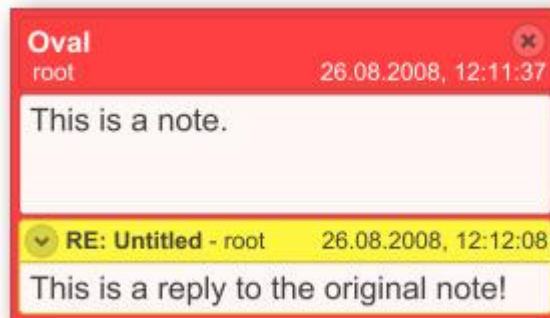 Oval
root 26.08.2008, 12:11:37
This is a note.
RE: Untitled - root 26.08.2008, 12:12:08
This is a reply to the original note!